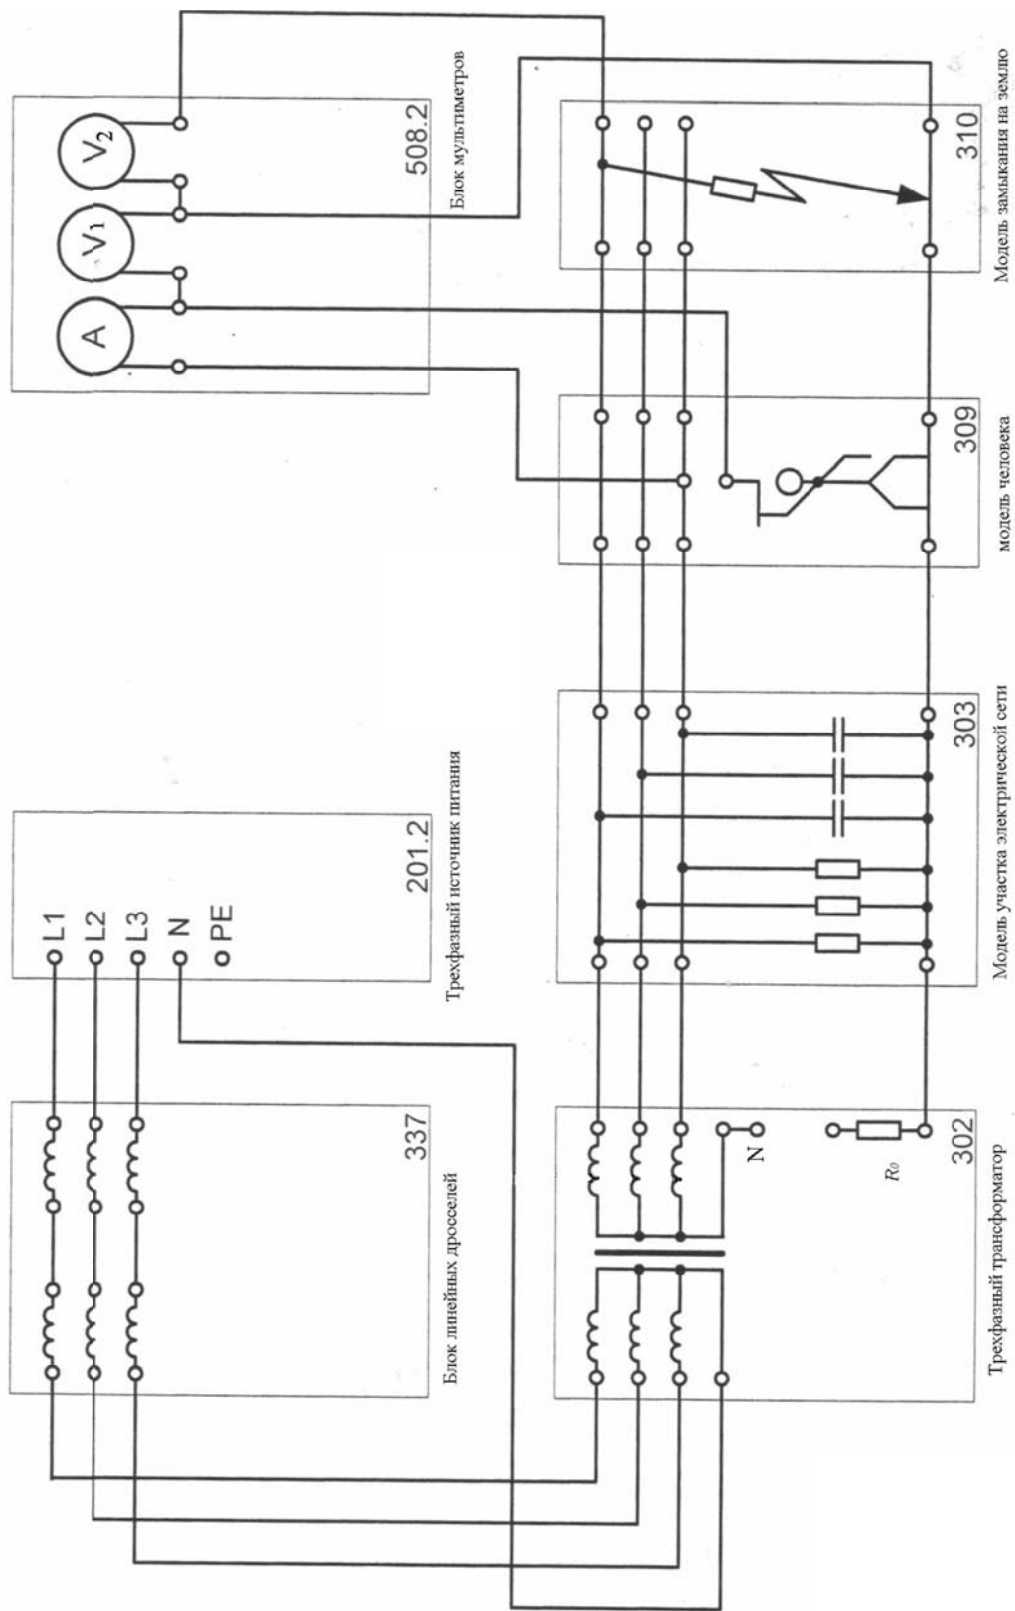 L1
L2
L3
N
PE
201.2
Трехфазный источник питания
337
Блок линейных дросселей
A
V1
V2
508.2
Блок мультиметров
N
R0
302
Трехфазный трансформатор
303
Модель участка электрической сети
309
модель человека
310
Модель замыкания на землю